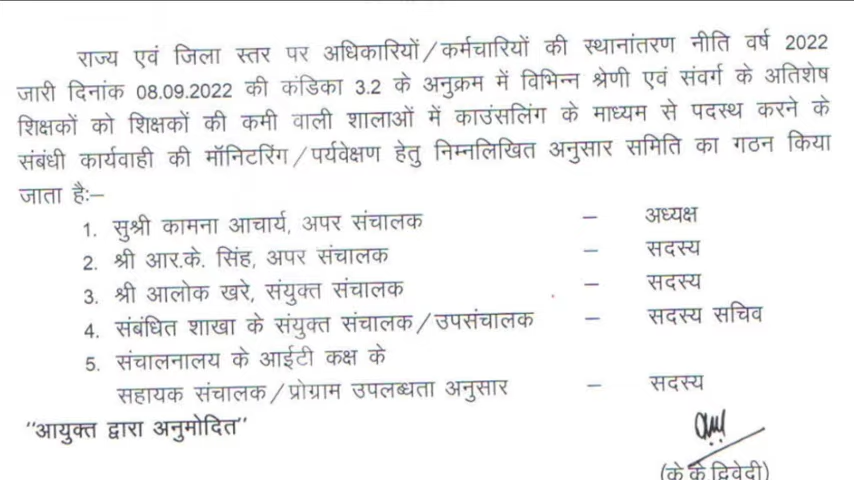 राज्य एवं जिला स्तर पर अधिकारियों/कर्मचारियों की स्थानांतरण नीति वर्ष 2022
जारी दिनांक 08.09.2022 की कंडिका 3.2 के अनुक्रम में विभिन्न श्रेणी एवं संवर्ग के अतिशेष
शिक्षकों को शिक्षकों की कमी वाली शालाओं में काउंसलिंग के माध्यम से पदस्थ करने के
संबंधी कार्यवाही की मॉनिटरिंग/पर्यवेक्षण हेतु निम्नलिखित अनुसार समिति का गठन किया
जाता है:–
1. सुश्री कामना आचार्य, अपर संचालक – अध्यक्ष
2. श्री आर.के. सिंह, अपर संचालक – सदस्य
3. श्री आलोक खरे, संयुक्त संचालक – सदस्य
4. संबंधित शाखा के संयुक्त संचालक/उपसंचालक – सदस्य सचिव
5. संचालनालय के आईटी कक्ष के
सहायक संचालक/प्रोग्राम उपलब्धता अनुसार – सदस्य
"आयुक्त द्वारा अनुमोदित"
(के के द्विवेदी)